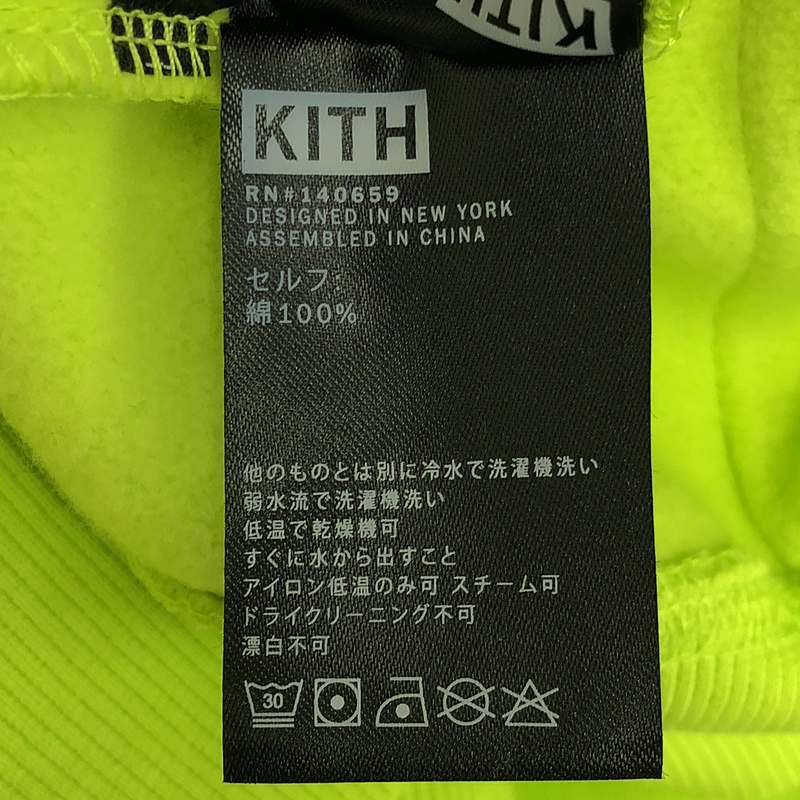 KITH
KITH
RN#140659
DESIGNED IN NEW YORK
ASSEMBLED IN CHINA
セルフ:
綿100%
他のものとは別に冷水で洗濯機洗い
弱水流で洗濯機洗い
低温で乾燥機可
すぐに水から出すこと
アイロン低温のみ可 スチーム可
ドライクリーニング不可
漂白不可
30